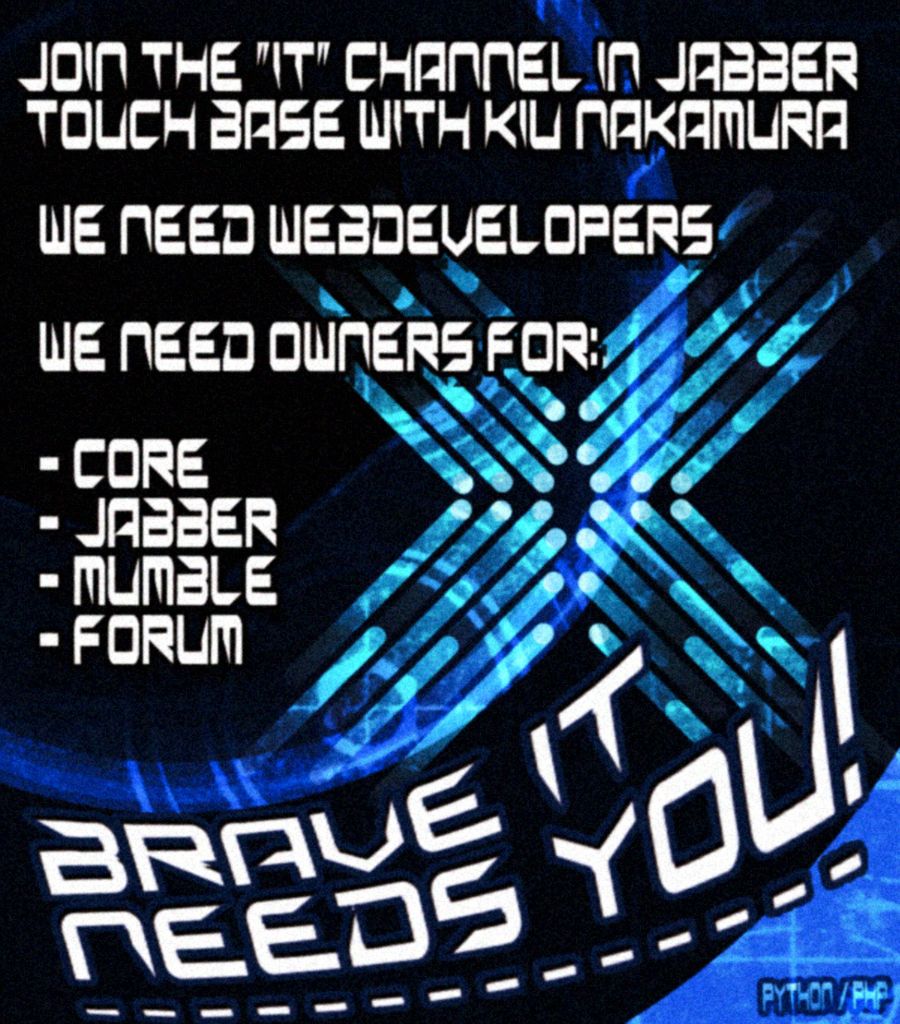 JOIN THE "IT" CHANNEL IN JABBER
TOUCH BASE WITH KIU NAKAMURA
WE NEED WEBDEVELOPERS
WE NEED OWNERS FOR:
- CORE
- JABBER
- MUMBLE
- FORUM
BRAVE IT
NEEDS YOU!
PYTHON / PHP